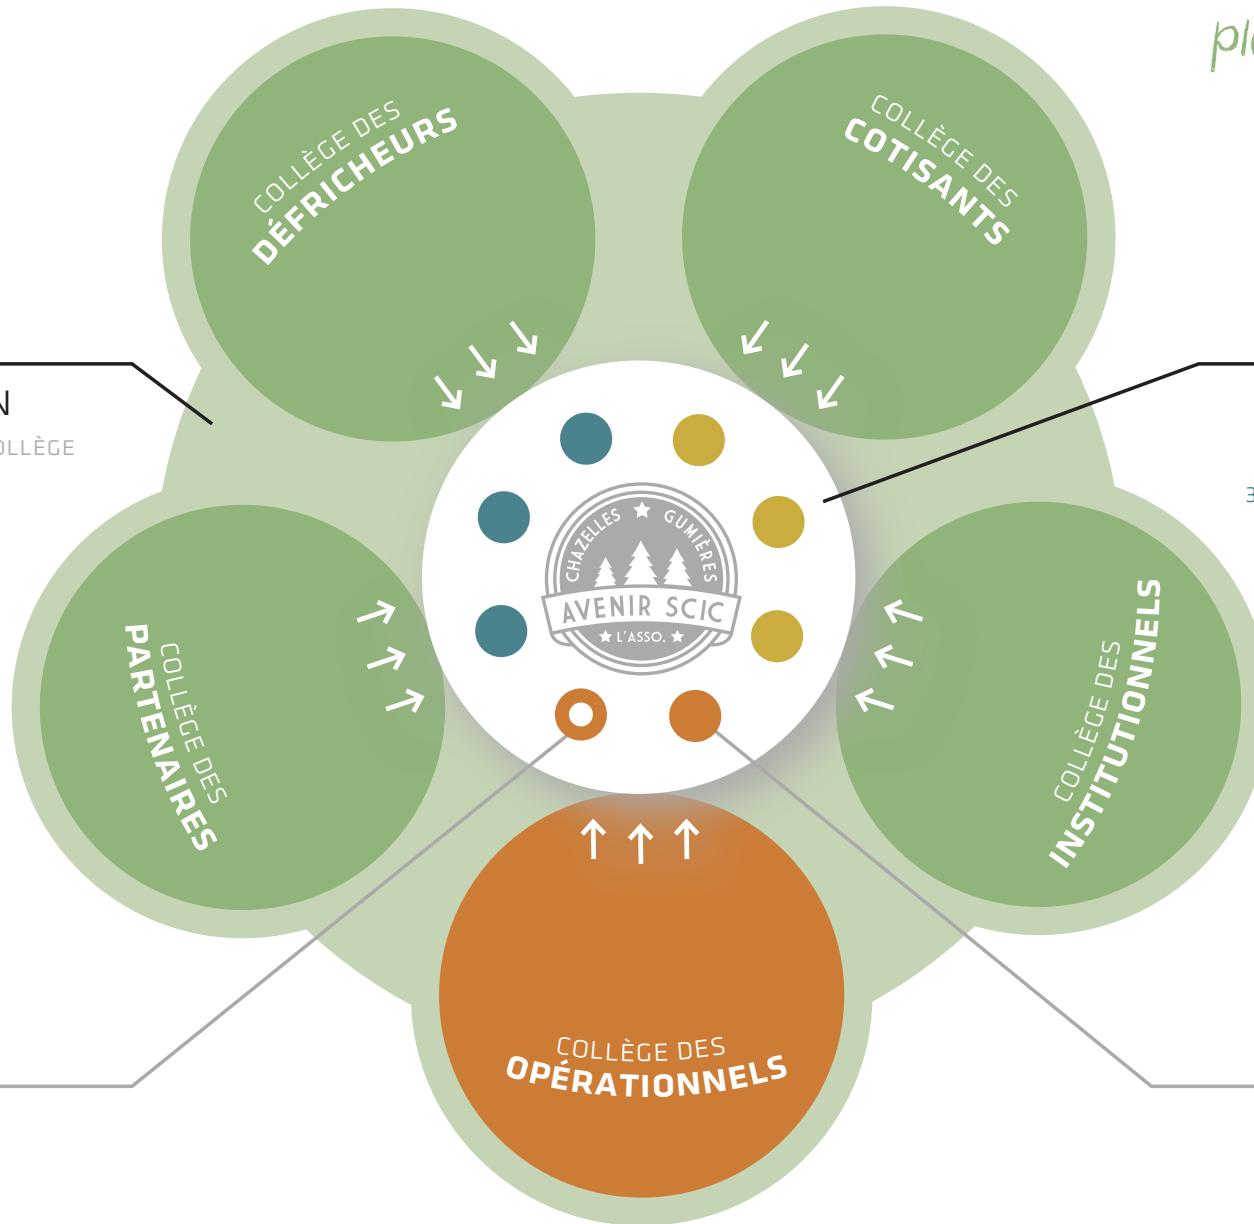 COLLÈGE DES
DÉFRICHEURS
COLLÈGE DES
COTISANTS
CHAZELLES ★ GUMIÈRES
AVENIR SCIC
★ L'ASSO. ★
COLLÈGE DES
PARTENAIRES
COLLÈGE DES
INSTITUTIONNELS
COLLÈGE DES
OPÉRATIONNELS